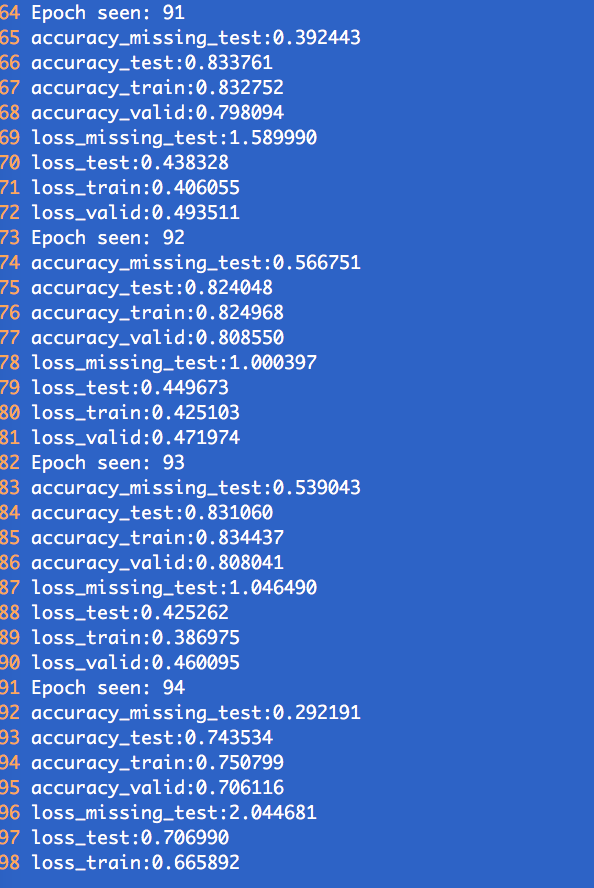 64 Epoch seen: 91
65 accuracy_missing_test:0.392443
66 accuracy_test:0.833761
67 accuracy_train:0.832752
68 accuracy_valid:0.798094
69 loss_missing_test:1.589990
70 loss_test:0.438328
71 loss_train:0.406055
72 loss_valid:0.493511
73 Epoch seen: 92
74 accuracy_missing_test:0.566751
75 accuracy_test:0.824048
76 accuracy_train:0.824968
77 accuracy_valid:0.808550
78 loss_missing_test:1.000397
79 loss_test:0.449673
80 loss_train:0.425103
81 loss_valid:0.471974
82 Epoch seen: 93
83 accuracy_missing_test:0.539043
84 accuracy_test:0.831060
85 accuracy_train:0.834437
86 accuracy_valid:0.808041
87 loss_missing_test:1.046490
88 loss_test:0.425262
89 loss_train:0.386975
90 loss_valid:0.460095
91 Epoch seen: 94
92 accuracy_missing_test:0.292191
93 accuracy_test:0.743534
94 accuracy_train:0.750799
95 accuracy_valid:0.706116
96 loss_missing_test:2.044681
97 loss_test:0.706990
98 loss_train:0.665892